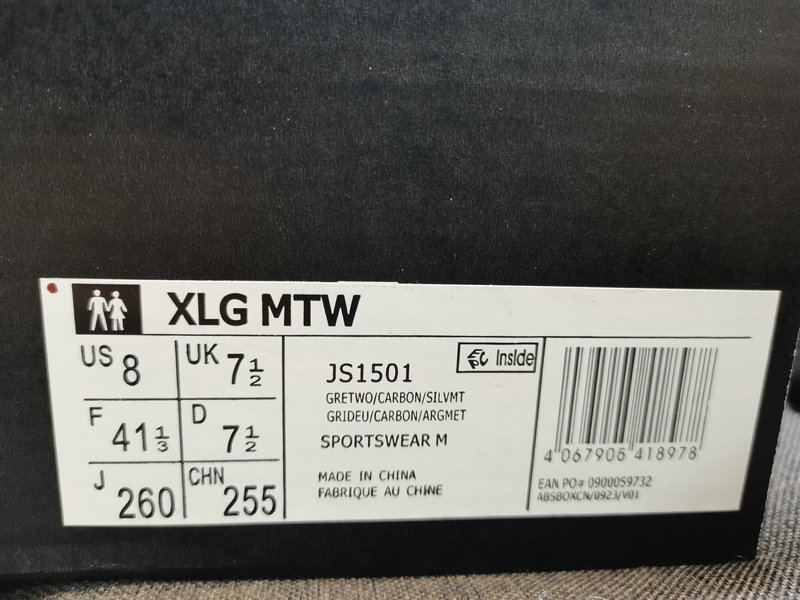 XLG MTW
US 8 UK 7 1/2
F 41 1/3 D 7 1/2
J 260 CHN 255
EPC Inside
JS1501
GRETWO/CARBON/SILVMT
GRIDEU/CARBON/ARGMET
SPORTSWEAR M
MADE IN CHINA
FABRIQUE AU CHINE
4 067905 418978
EAN PO# 0900059732
ABSBOXCN/0923/V01